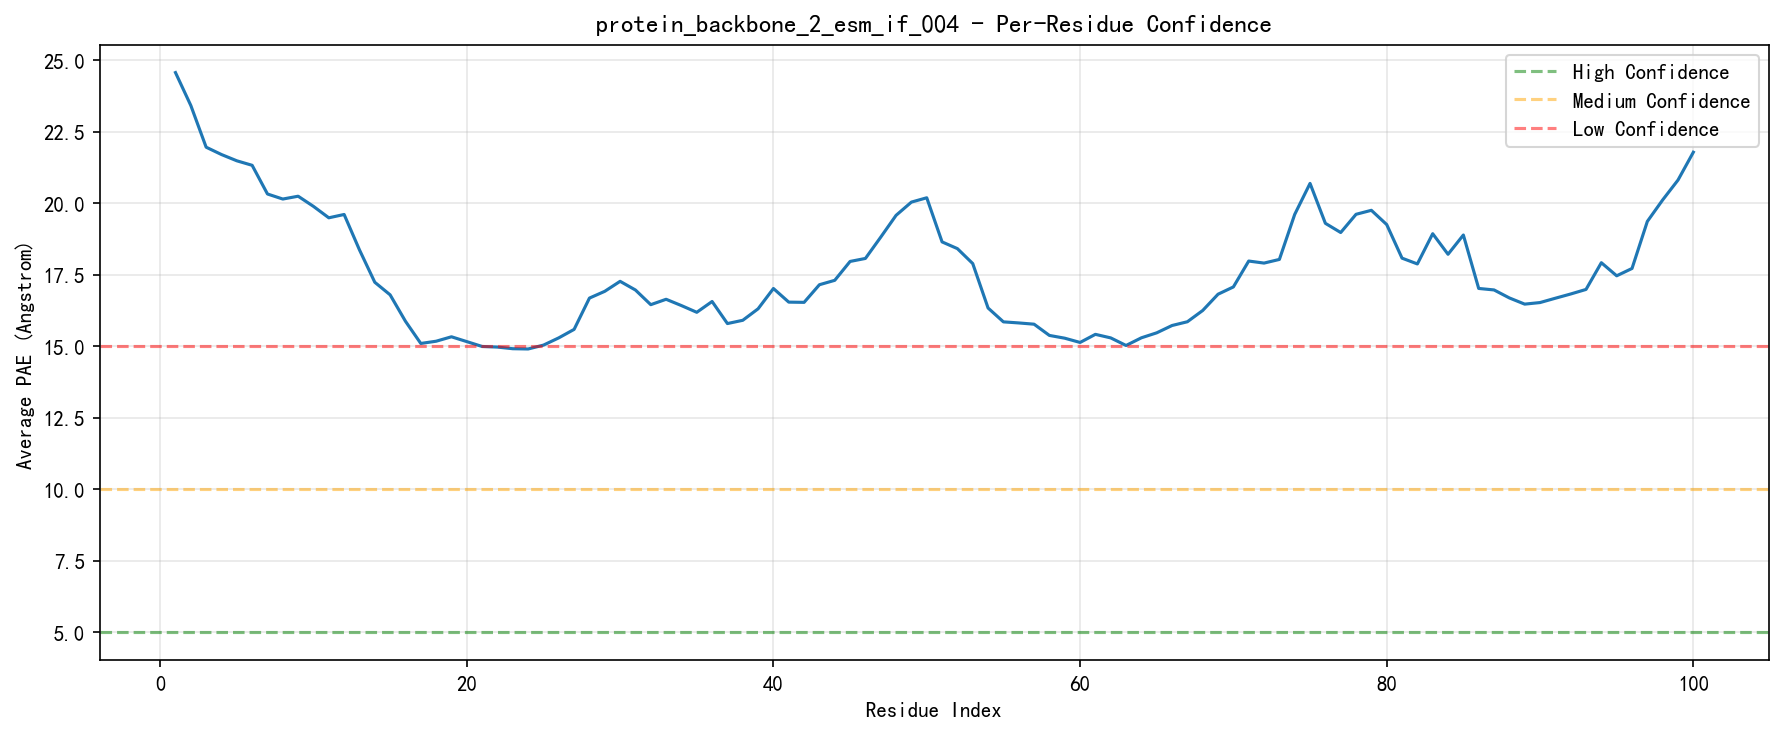 protein_backbone_2_esm_if_004 - Per-Residue Confidence
25.0
22.5
20.0
17.5
15.0
12.5
10.0
7.5
5.0
Average PAE (Angstrom)
High Confidence
Medium Confidence
Low Confidence
0 20 40 60 80 100
Residue Index